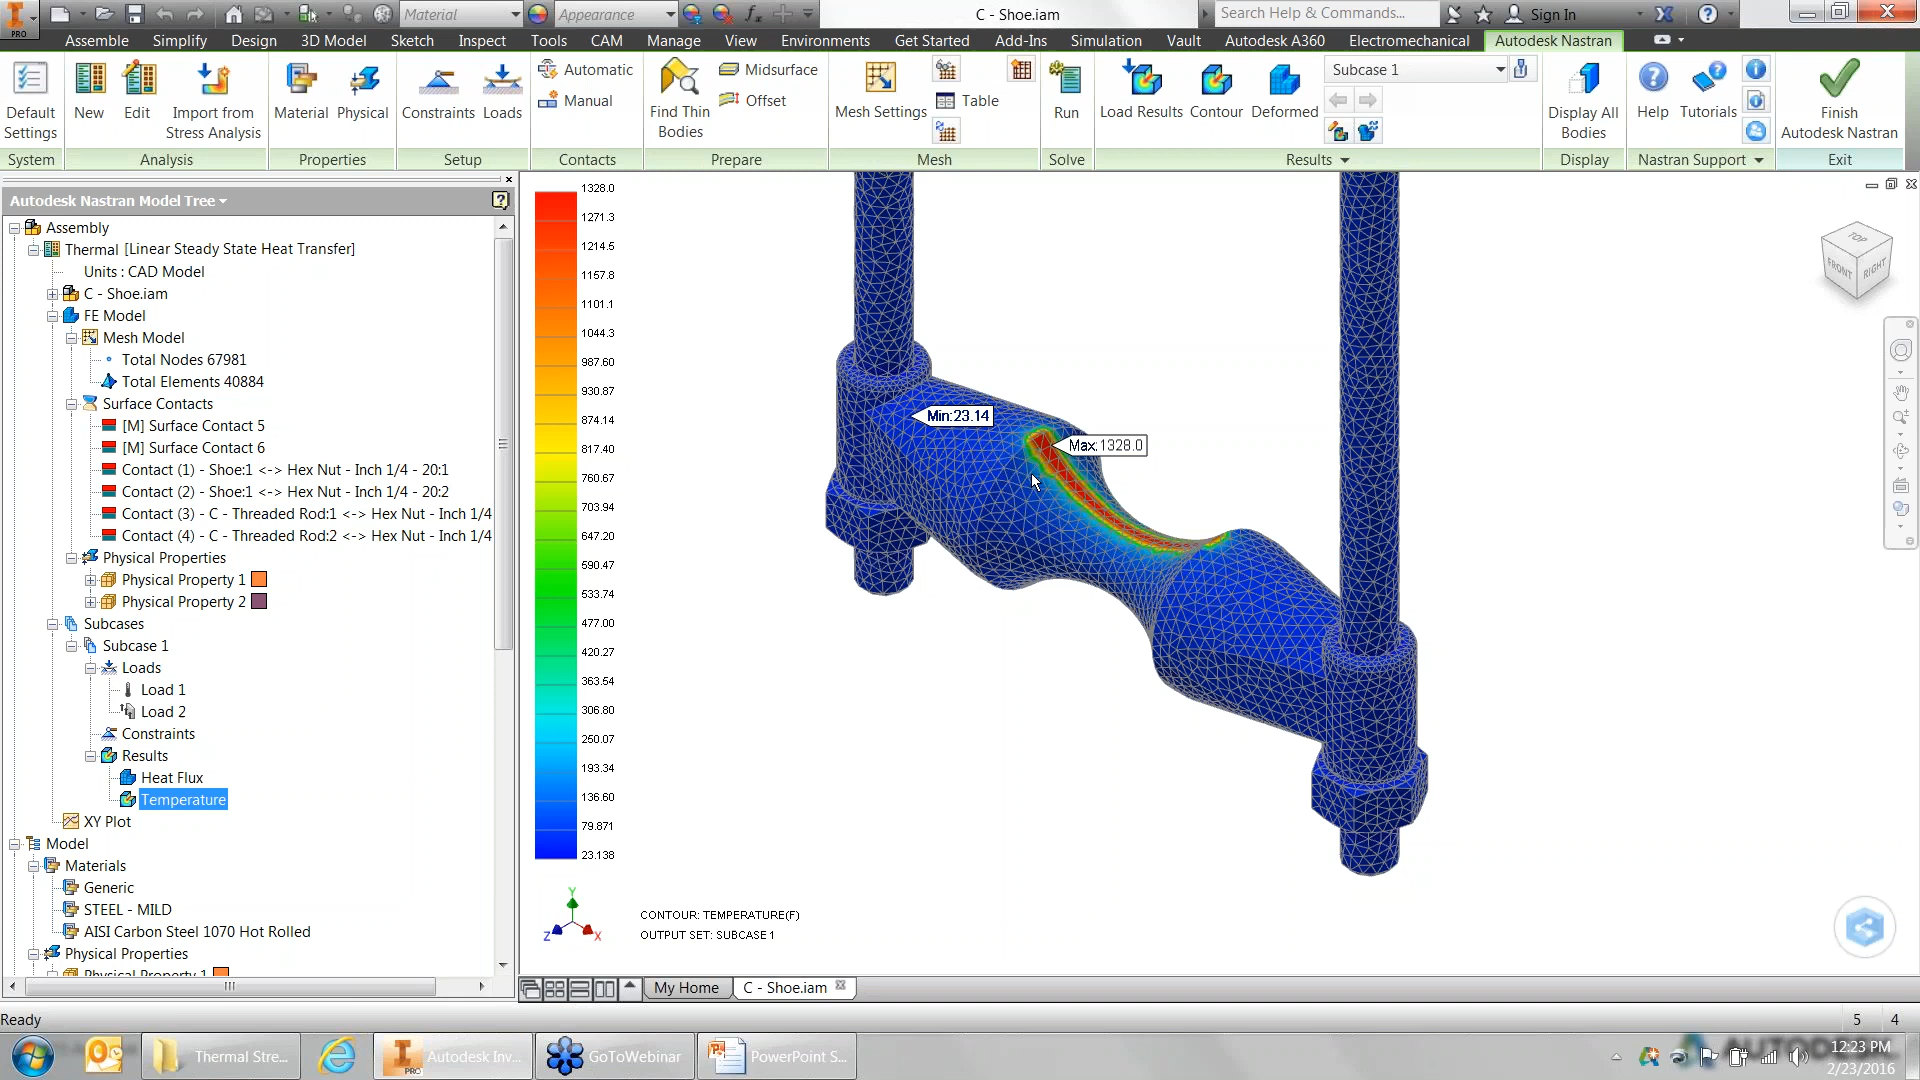 PRO
Material
Appearance
C - Shoe.iam
Search Help & Commands...
Sign In
Assemble Simplify Design 3D Model Sketch Inspect Tools CAM Manage View Environments Get Started Add-Ins Simulation Vault Autodesk A360 Electromechanical Autodesk Nastran
Default Settings
New
Edit
Import from Stress Analysis
Material
Physical
Constraints
Loads
Automatic
Manual
Find Thin Bodies
Midsurface
Offset
Mesh Settings
Table
Run
Load Results
Contour
Deformed
Subcase 1
Display All Bodies
Help
Tutorials
Finish Autodesk Nastran
System Analysis Properties Setup Contacts Prepare Mesh Solve Results Display Nastran Support Exit
Autodesk Nastran Model Tree
Assembly
Thermal [Linear Steady State Heat Transfer]
Units : CAD Model
C - Shoe.iam
FE Model
Mesh Model
Total Nodes 67981
Total Elements 40884
Surface Contacts
[M] Surface Contact 5
[M] Surface Contact 6
Contact (1) - Shoe:1 <-> Hex Nut - Inch 1/4 - 20:1
Contact (2) - Shoe:1 <-> Hex Nut - Inch 1/4 - 20:2
Contact (3) - C - Threaded Rod:1 <-> Hex Nut - Inch 1/4
Contact (4) - C - Threaded Rod:2 <-> Hex Nut - Inch 1/4
Physical Properties
Physical Property 1
Physical Property 2
Subcases
Subcase 1
Loads
Load 1
Load 2
Constraints
Results
Heat Flux
Temperature
XY Plot
Model
Materials
Generic
STEEL - MILD
AISI Carbon Steel 1070 Hot Rolled
Physical Properties
Physical Property 1
1328.0
1271.3
1214.5
1157.8
1101.1
1044.3
987.60
930.87
874.14
817.40
760.67
703.94
647.20
590.47
533.74
477.00
420.27
363.54
306.80
250.07
193.34
136.60
79.871
23.138
Min:23.14
Max:1328.0
TOP
FRONT
RIGHT
Y
Z
X
CONTOUR: TEMPERATURE(F)
OUTPUT SET: SUBCASE 1
My Home
C - Shoe.iam
Ready
5 4
Thermal Stre...
Autodesk Inv...
PRO
GoToWebinar
PowerPoint S...
12:23 PM
2/23/2016